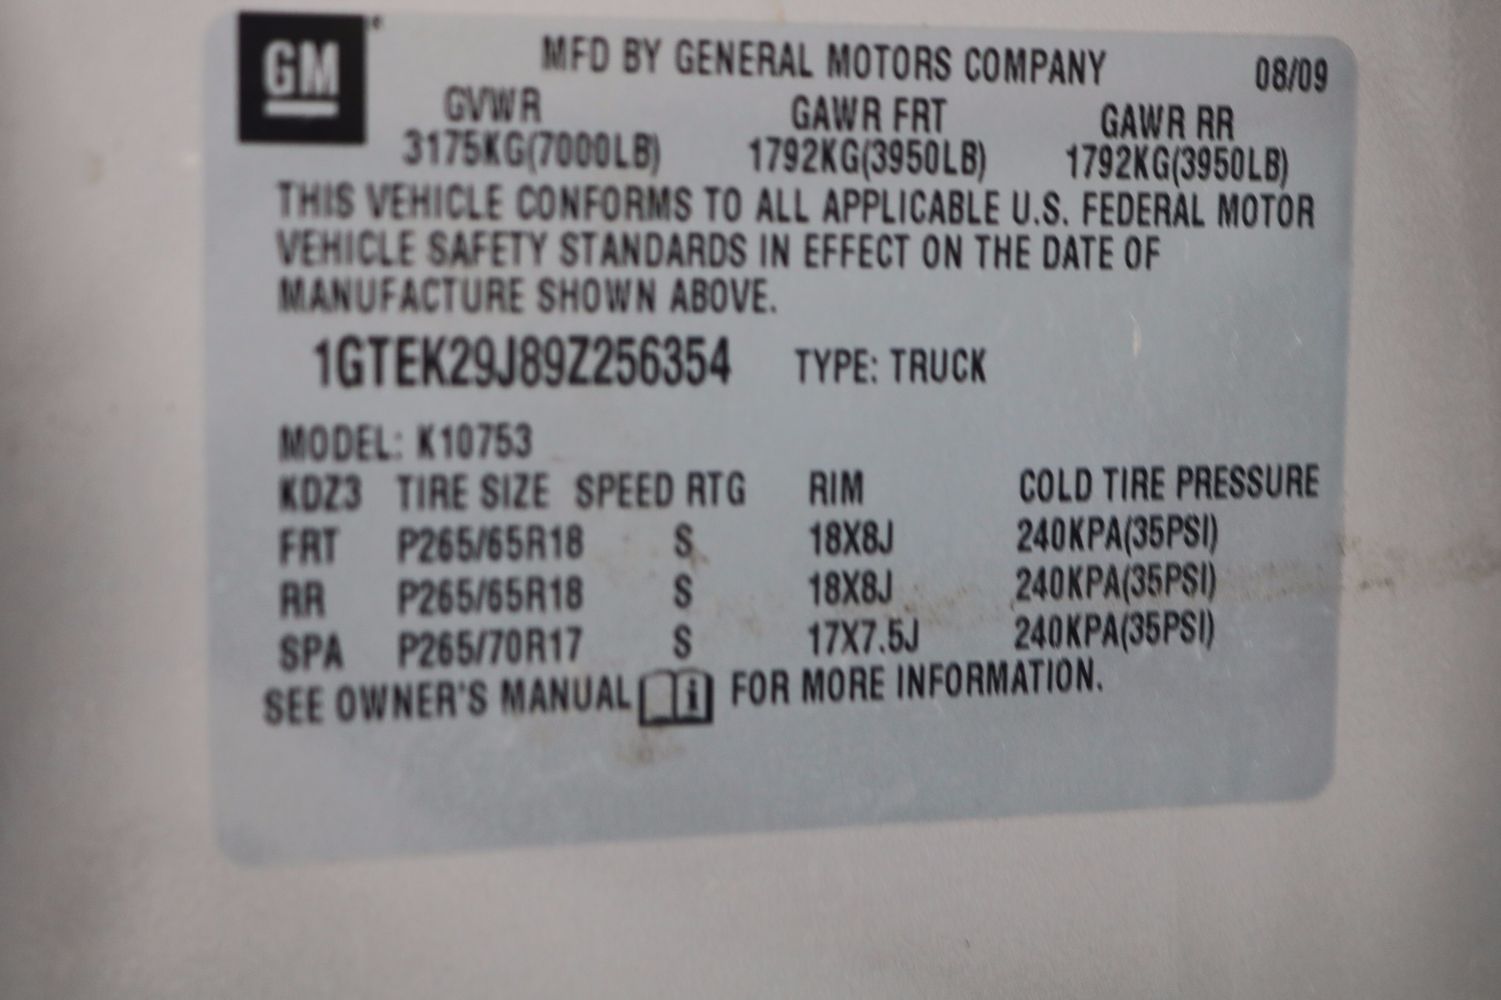 GM
MFD BY GENERAL MOTORS COMPANY 08/09
GVWR GAWR FRT GAWR RR
3175KG(7000LB) 1792KG(3950LB) 1792KG(3950LB)
THIS VEHICLE CONFORMS TO ALL APPLICABLE U.S. FEDERAL MOTOR
VEHICLE SAFETY STANDARDS IN EFFECT ON THE DATE OF
MANUFACTURE SHOWN ABOVE.
1GTEK29J89Z256354 TYPE: TRUCK
MODEL: K10753
KDZ3 TIRE SIZE SPEED RTG RIM COLD TIRE PRESSURE
FRT P265/65R18 S 18X8J 240KPA(35PSI)
RR P265/65R18 S 18X8J 240KPA(35PSI)
SPA P265/70R17 S 17X7.5J 240KPA(35PSI)
SEE OWNER'S MANUAL i FOR MORE INFORMATION.